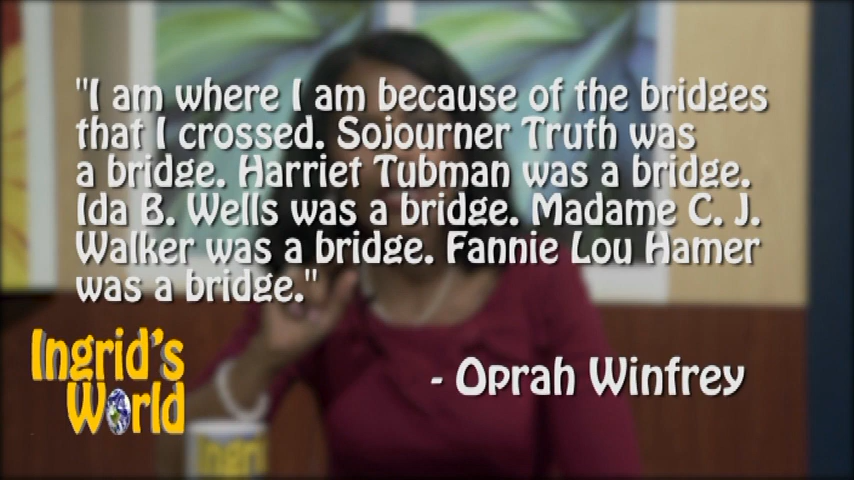 "I am where I am because of the bridges
that I crossed. Sojourner Truth was
a bridge. Harriet Tubman was a bridge.
Ida B. Wells was a bridge. Madame C. J.
Walker was a bridge. Fannie Lou Hamer
was a bridge."
- Oprah Winfrey
Ingrid's
World
Ingri